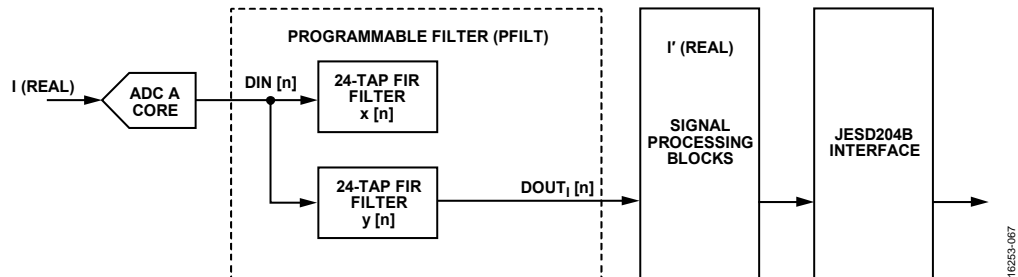 PROGRAMMABLE FILTER (PFILT)
I′ (REAL)
I (REAL)
ADC A
CORE
DIN [n]
24-TAP FIR
FILTER
x [n]
SIGNAL
PROCESSING
BLOCKS
JESD204B
INTERFACE
24-TAP FIR
FILTER
y [n]
DOUTI [n]
16253-067